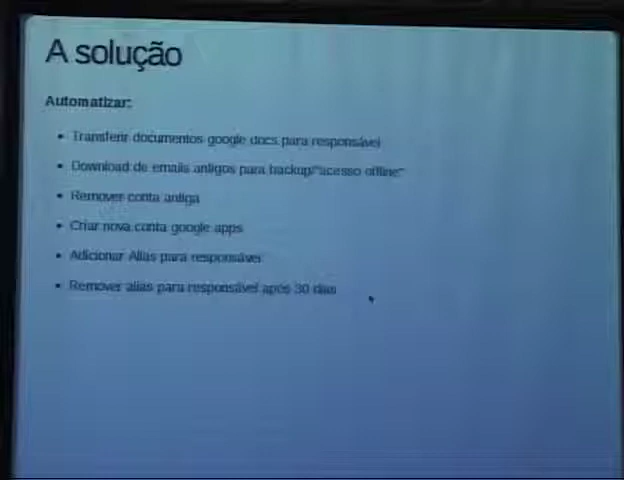 A solução
Automatizar:
• Transferir documentos google docs para responsável
• Download de emails antigos para backup/"acesso offline"
• Remover conta antiga
• Criar nova conta google apps
• Adicionar Alias para responsável
• Remover alias para responsável após 30 dias